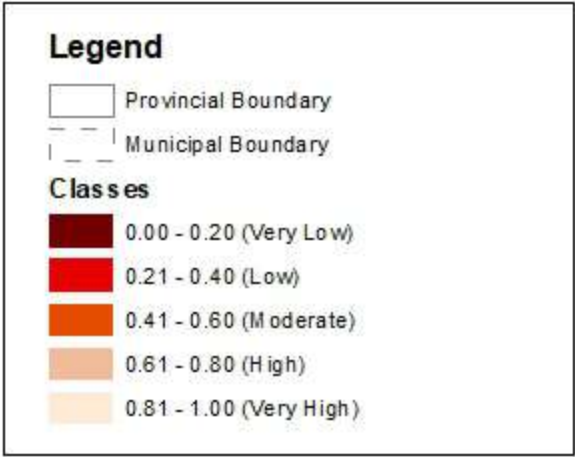 Legend
Provincial Boundary
Municipal Boundary
Classes
0.00 - 0.20 (Very Low)
0.21 - 0.40 (Low)
0.41 - 0.60 (Moderate)
0.61 - 0.80 (High)
0.81 - 1.00 (Very High)